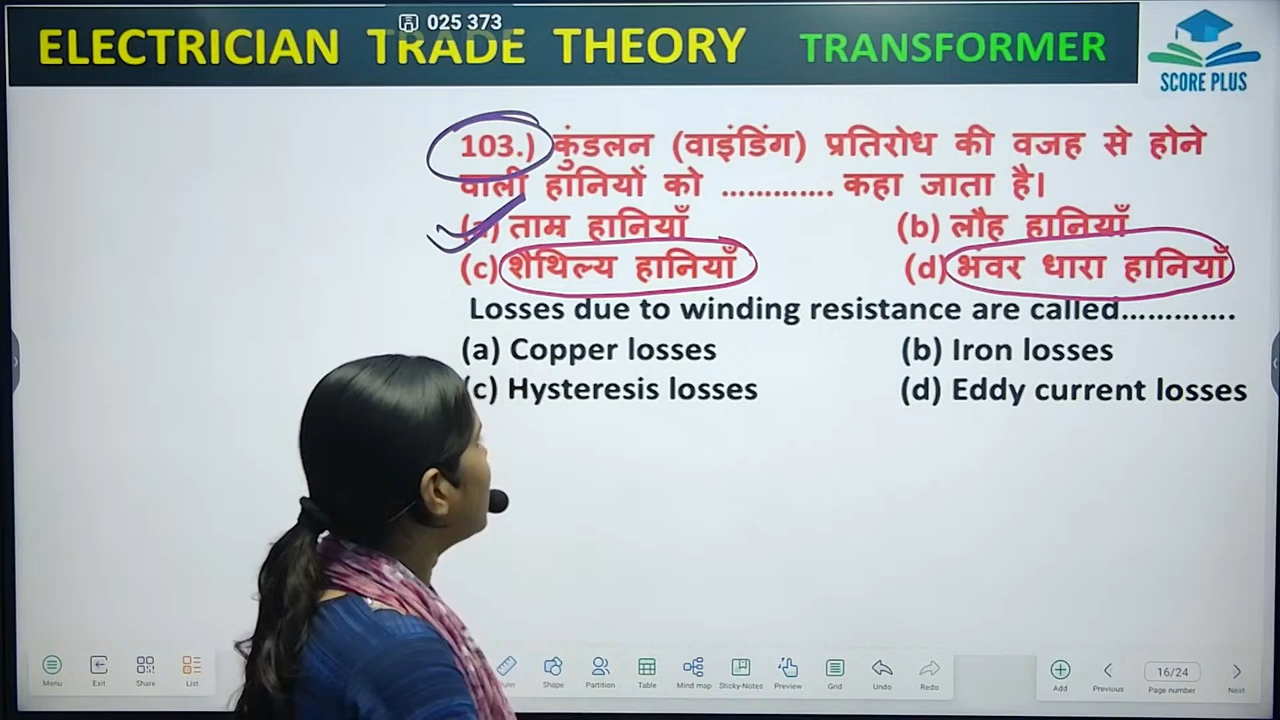 025 373
ELECTRICIAN TRADE THEORY TRANSFORMER
SCORE PLUS
103.) कुंडलन (वाइंडिंग) प्रतिरोध की वजह से होने
वाली हानियों को ............. कहा जाता है।
(a) ताम्र हानियाँ (b) लौह हानियाँ
(c) शैथिल्य हानियाँ (d) भंवर धारा हानियाँ
Losses due to winding resistance are called.............
(a) Copper losses (b) Iron losses
(c) Hysteresis losses (d) Eddy current losses
Menu Exit Share List Shape Partition Table Mind map Sticky-Notes Preview Grid Undo Redo Add Previous 16/24 Page number Next